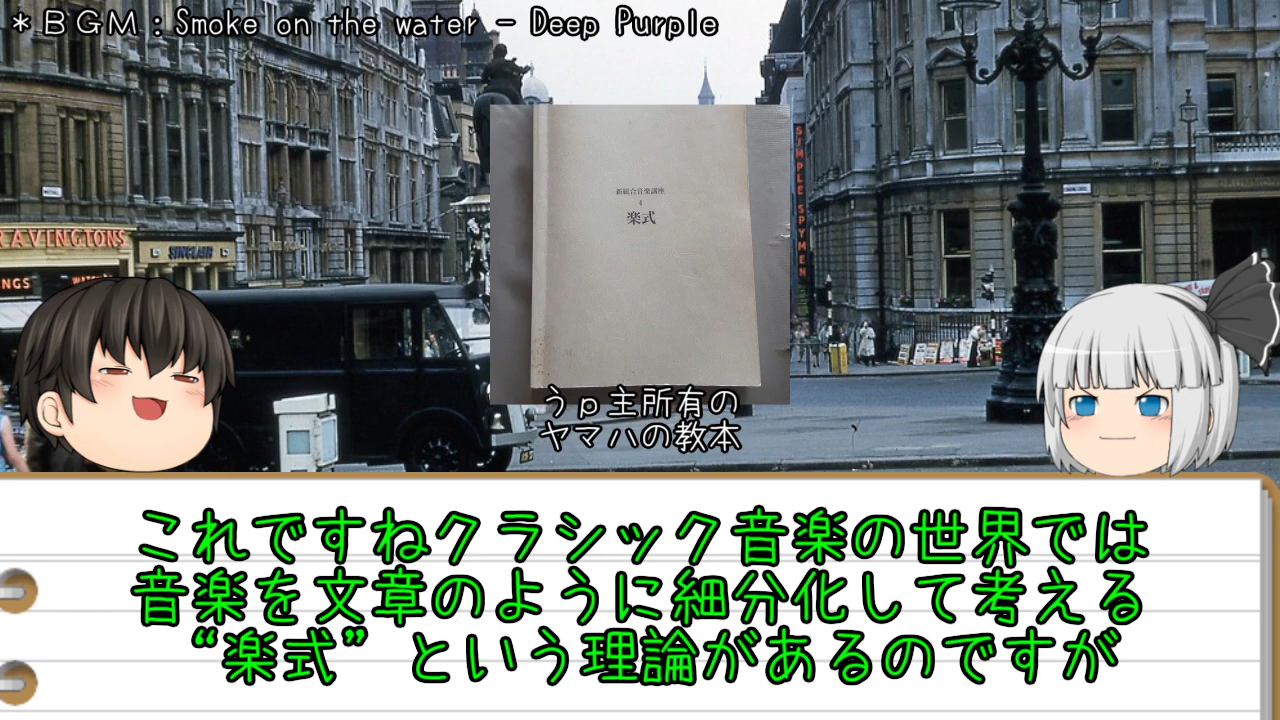 ＊ＢＧＭ：Smoke on the water - Deep Purple
RAVINGTONS
NGS
SIMPLE SPYMEN
新総合音楽講座
4
楽式
うｐ主所有の
ヤマハの教本
これですねクラシック音楽の世界では
音楽を文章のように細分化して考える
“楽式”という理論があるのですが